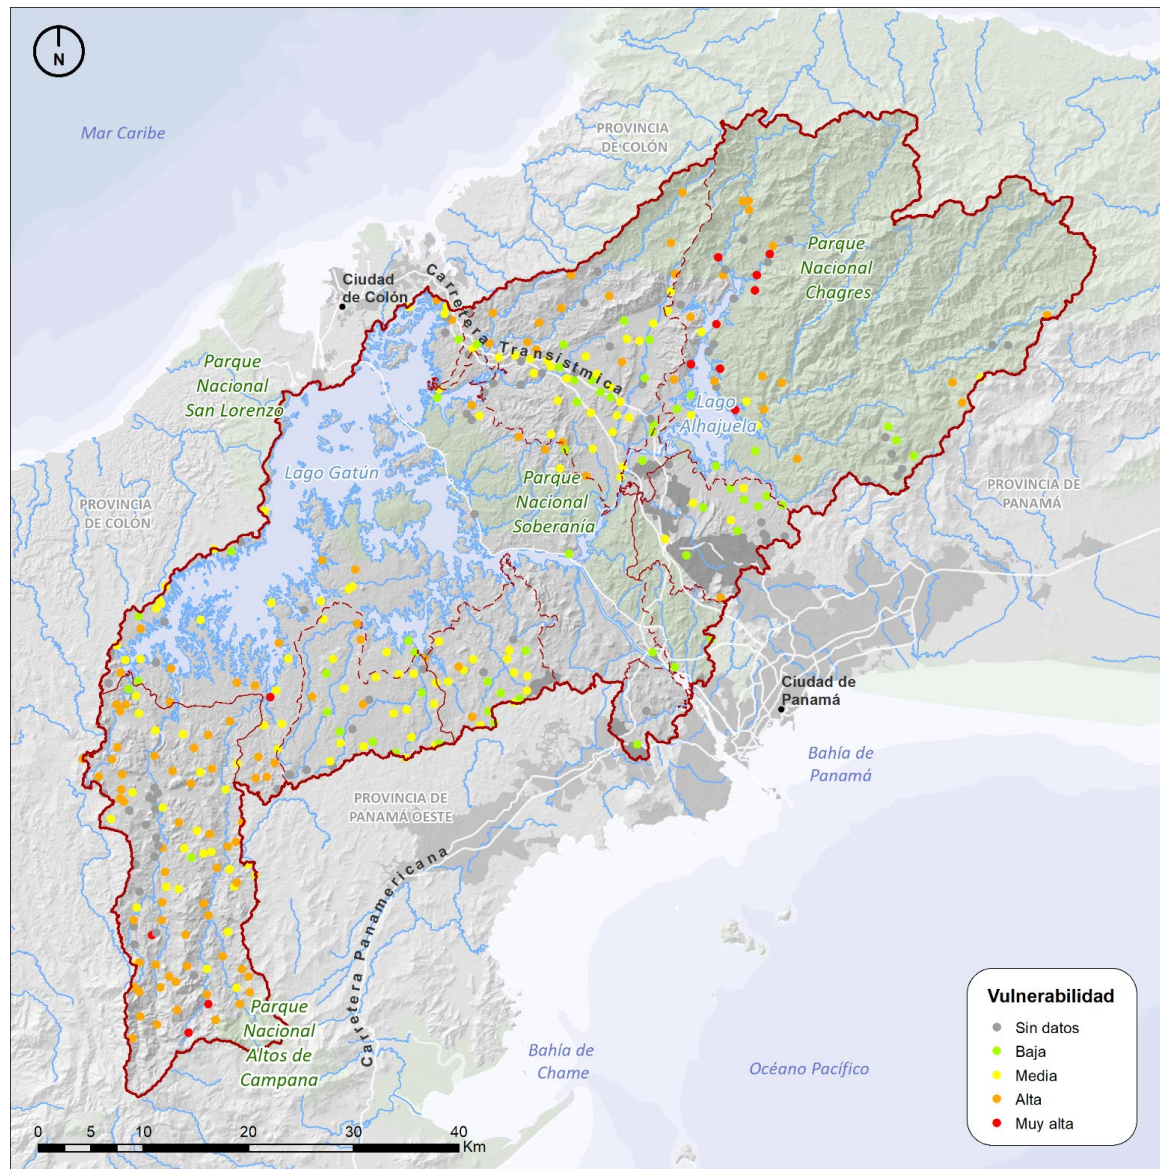 N
Mar Caribe
PROVINCIA
DE COLÓN
Parque
Nacional
Chagres
Ciudad
de Colón
Carretera Transístmica
Parque
Nacional
San Lorenzo
Lago
Alhajuela
Lago Gatún
Parque
Nacional
Soberanía
PROVINCIA DE
PANAMÁ
PROVINCIA
DE COLÓN
Ciudad de
Panamá
Bahía de
Panamá
PROVINCIA DE
PANAMÁ OESTE
Carretera Panamericana
Parque
Nacional
Altos de
Campana
Bahía de
Chame
Océano Pacífico
Vulnerabilidad
Sin datos
Baja
Media
Alta
Muy alta
0 5 10 20 30 40
Km